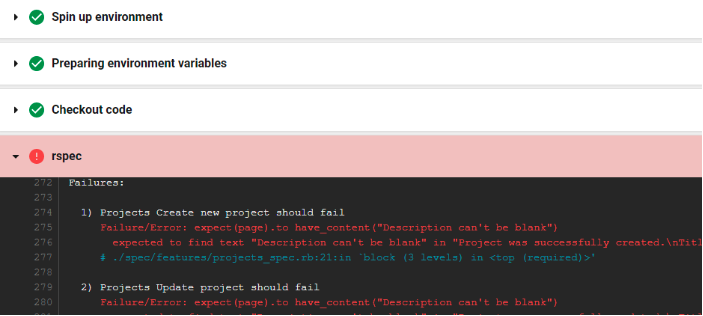 Spin up environment
Preparing environment variables
Checkout code
rspec
272 Failures:
273
274 1) Projects Create new project should fail
275 Failure/Error: expect(page).to have_content("Description can't be blank")
276 expected to find text "Description can't be blank" in "Project was successfully created.\nTitl
277 # ./spec/features/projects_spec.rb:21:in `block (3 levels) in <top (required)>'
278
279 2) Projects Update project should fail
280 Failure/Error: expect(page).to have_content("Description can't be blank")